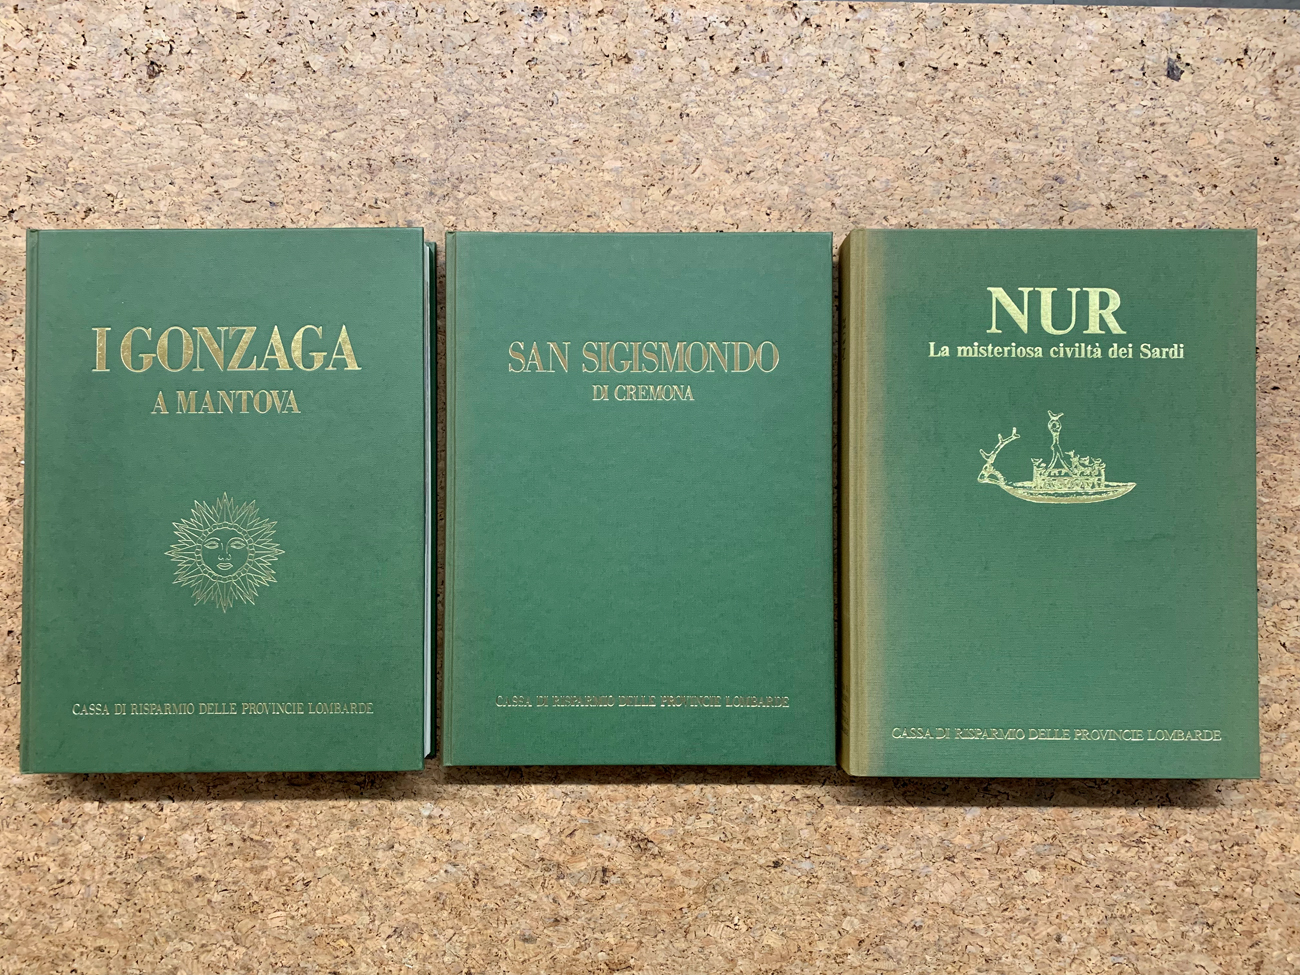 I GONZAGA
A MANTOVA
CASSA DI RISPARMIO DELLE PROVINCIE LOMBARDE
SAN SIGISMONDO
DI CREMONA
CASSA DI RISPARMIO DELLE PROVINCIE LOMBARDE
NUR
La misteriosa civiltà dei Sardi
CASSA DI RISPARMIO DELLE PROVINCIE LOMBARDE